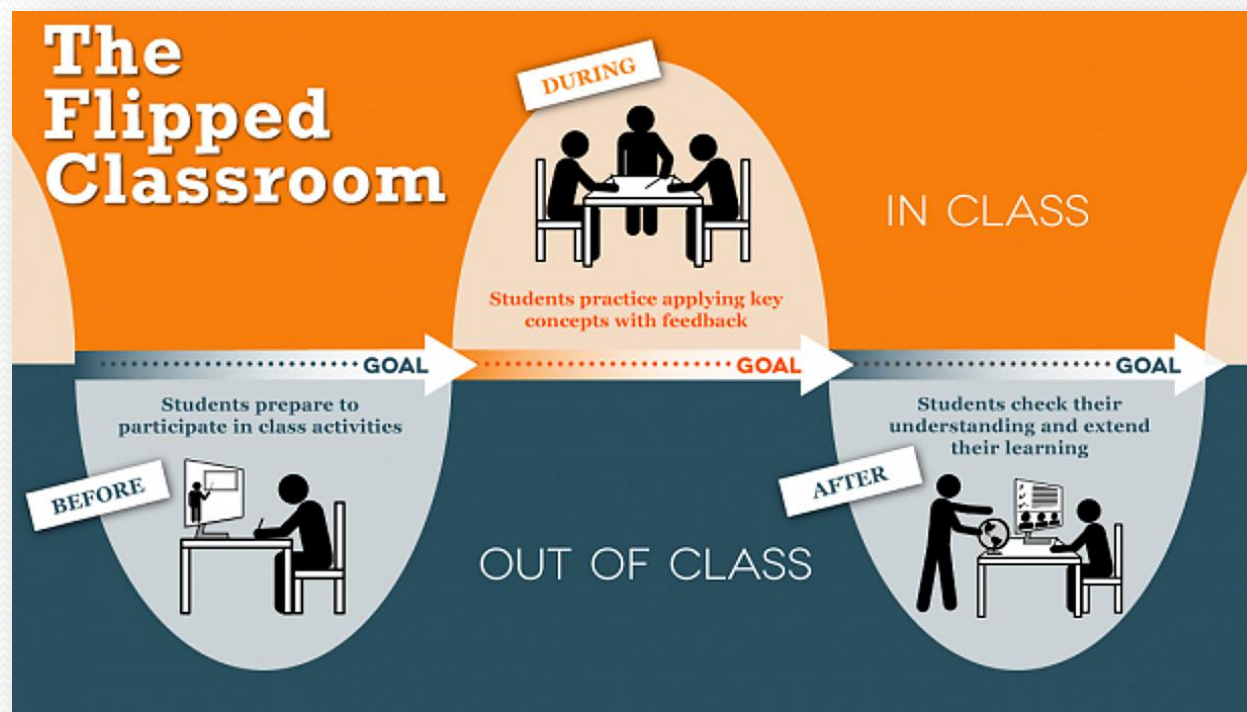 The
Flipped
Classroom
DURING
IN CLASS
Students practice applying key
concepts with feedback
GOAL
GOAL
GOAL
Students prepare to
participate in class activities
BEFORE
Students check their
understanding and extend
their learning
AFTER
OUT OF CLASS